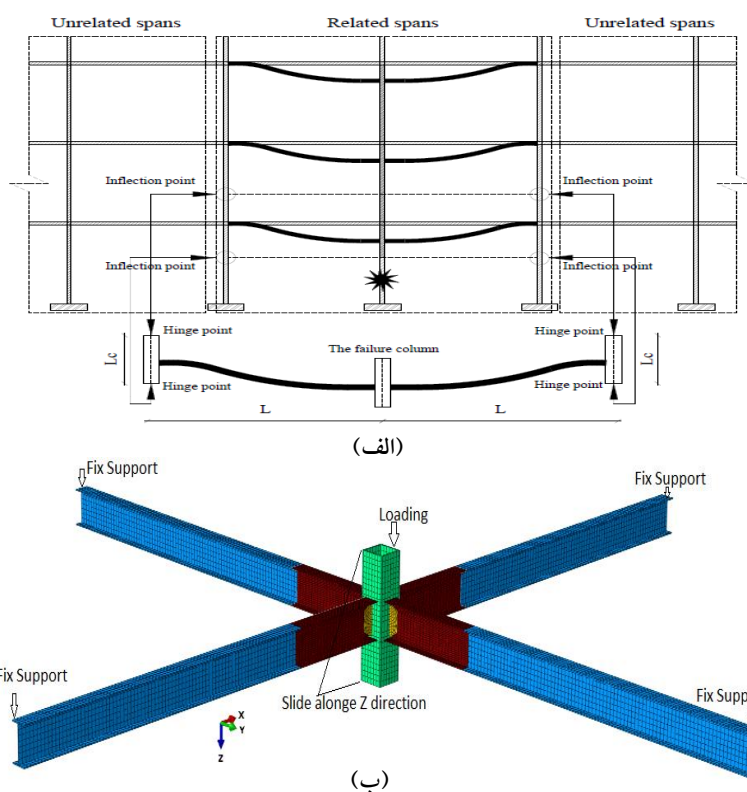 Unrelated spans Related spans Unrelated spans
Inflection point Inflection point
Inflection point Inflection point
Hinge point Hinge point
The failure column
Lc Lc
Hinge point Hinge point
L L
(الف)
Fix Support Fix Support
Loading
Fix Support Fix Supp
Slide alonge Z direction
X
Y
Z
(ب)